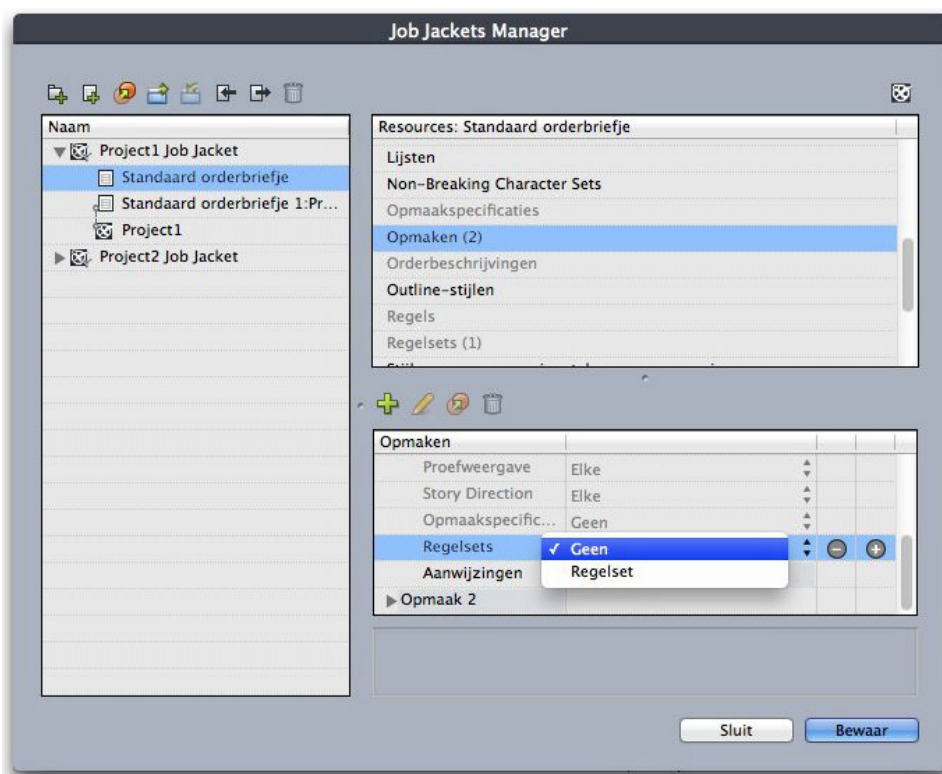 Job Jackets Manager
Naam
Project1 Job Jacket
Standaard orderbriefje
Standaard orderbriefje 1:Pr...
Project1
Project2 Job Jacket
Resources: Standaard orderbriefje
Lijsten
Non-Breaking Character Sets
Opmaakspecificaties
Opmaken (2)
Orderbeschrijvingen
Outline-stijlen
Regels
Regelsets (1)
Opmaken
Proefweergave Elke
Story Direction Elke
Opmaakspecific... Geen
Regelsets ✓ Geen
Aanwijzingen Regelset
Opmaak 2
Sluit Bewaar